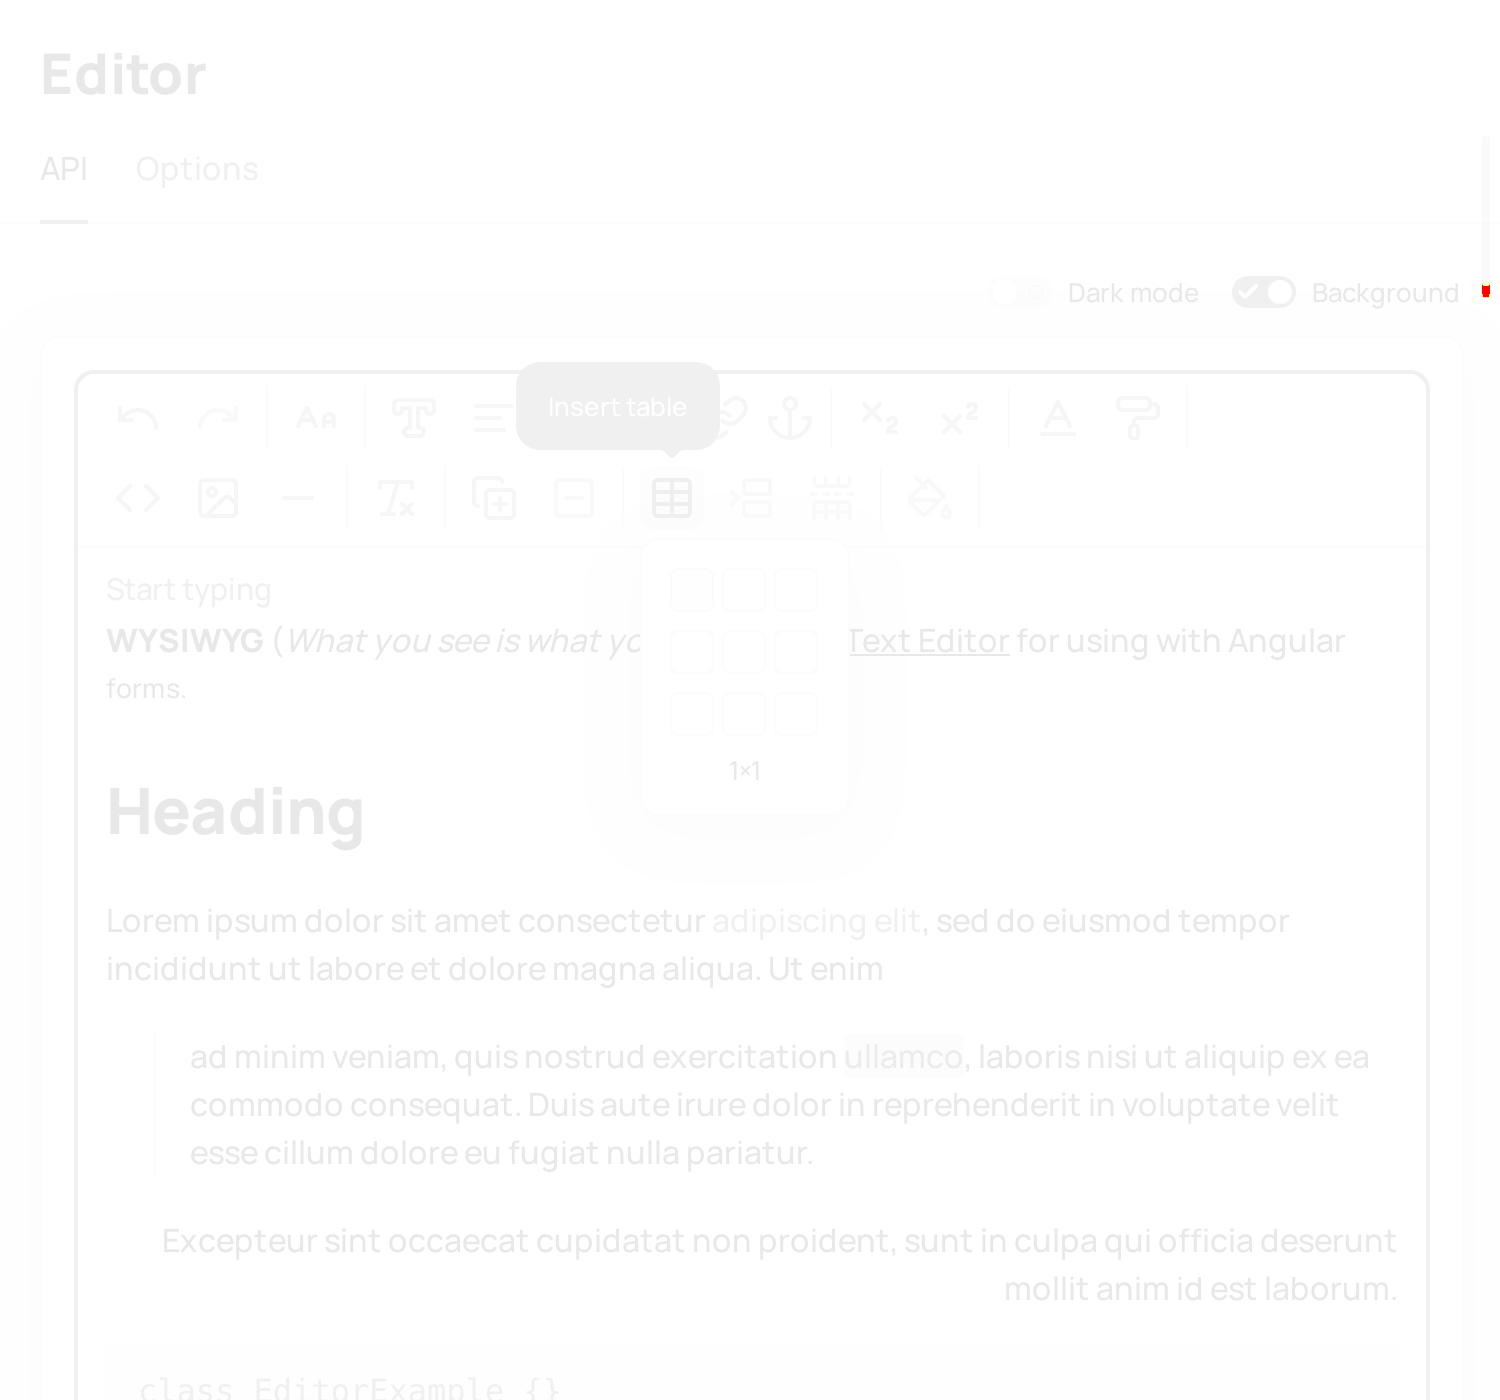 Editor
API Options
Dark mode Background
Insert table
Start typing
WYSIWYG (What you see is what yo Text Editor for using with Angular
forms.
1×1
Heading
Lorem ipsum dolor sit amet consectetur adipiscing elit, sed do eiusmod tempor
incididunt ut labore et dolore magna aliqua. Ut enim
ad minim veniam, quis nostrud exercitation ullamco, laboris nisi ut aliquip ex ea
commodo consequat. Duis aute irure dolor in reprehenderit in voluptate velit
esse cillum dolore eu fugiat nulla pariatur.
Excepteur sint occaecat cupidatat non proident, sunt in culpa qui officia deserunt
mollit anim id est laborum.
class EditorExample {}